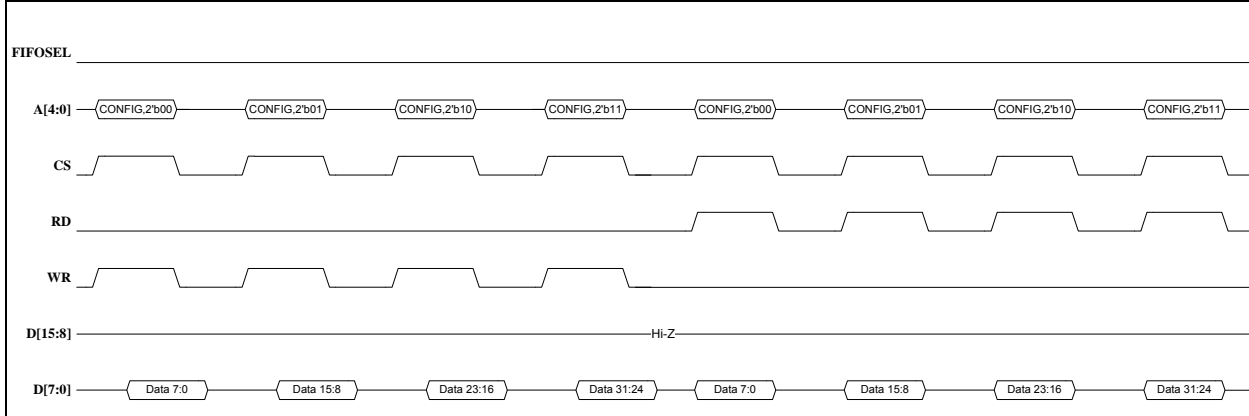 FIFOSEL
A[4:0] CONFIG,2'b00 CONFIG,2'b01 CONFIG,2'b10 CONFIG,2'b11 CONFIG,2'b00 CONFIG,2'b01 CONFIG,2'b10 CONFIG,2'b11
CS
RD
WR
D[15:8] Hi-Z
D[7:0] Data 7:0 Data 15:8 Data 23:16 Data 31:24 Data 7:0 Data 15:8 Data 23:16 Data 31:24